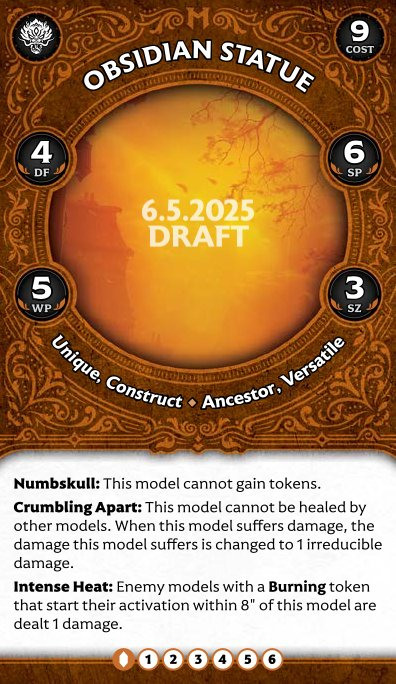 OBSIDIAN STATUE
9
COST
4
DF
6
SP
6.5.2025
DRAFT
5
WP
3
SZ
Unique, Construct ◆ Ancestor, Versatile
Numbskull: This model cannot gain tokens.
Crumbling Apart: This model cannot be healed by
other models. When this model suffers damage, the
damage this model suffers is changed to 1 irreducible
damage.
Intense Heat: Enemy models with a Burning token
that start their activation within 8" of this model are
dealt 1 damage.
1 2 3 4 5 6